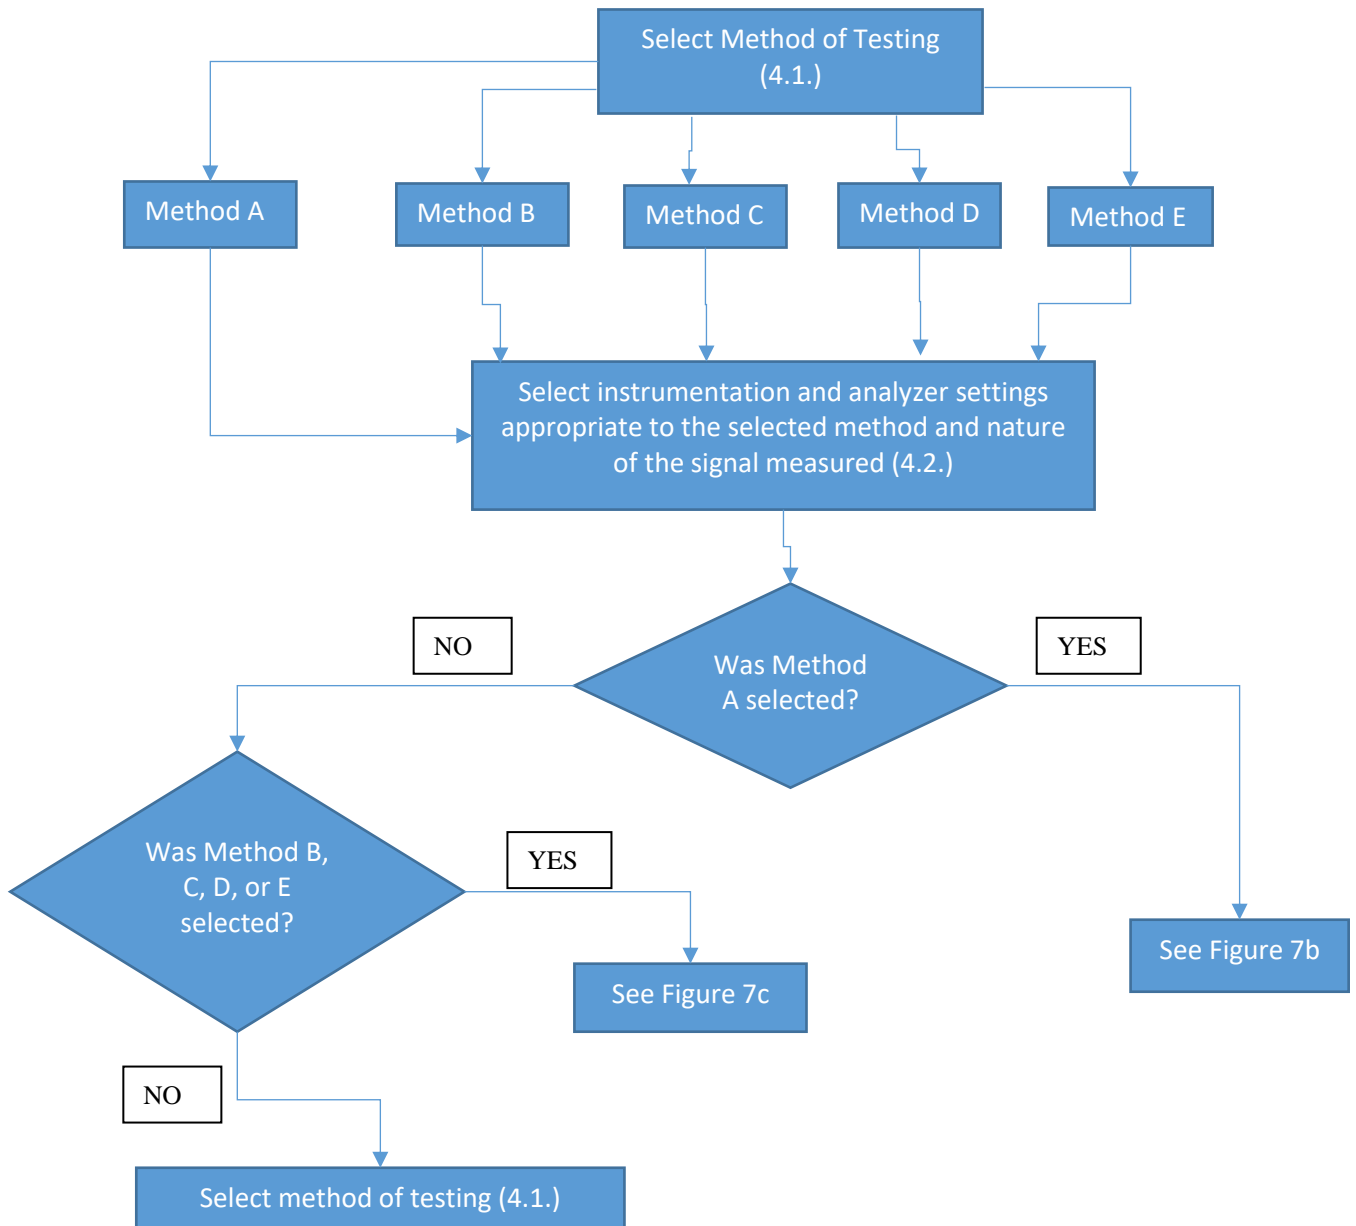 Select Method of Testing
(4.1.)
Method A
Method B
Method C
Method D
Method E
Select instrumentation and analyzer settings
appropriate to the selected method and nature
of the signal measured (4.2.)
NO
YES
Was Method
A selected?
Was Method B,
C, D, or E
selected?
YES
See Figure 7b
See Figure 7c
NO
Select method of testing (4.1.)